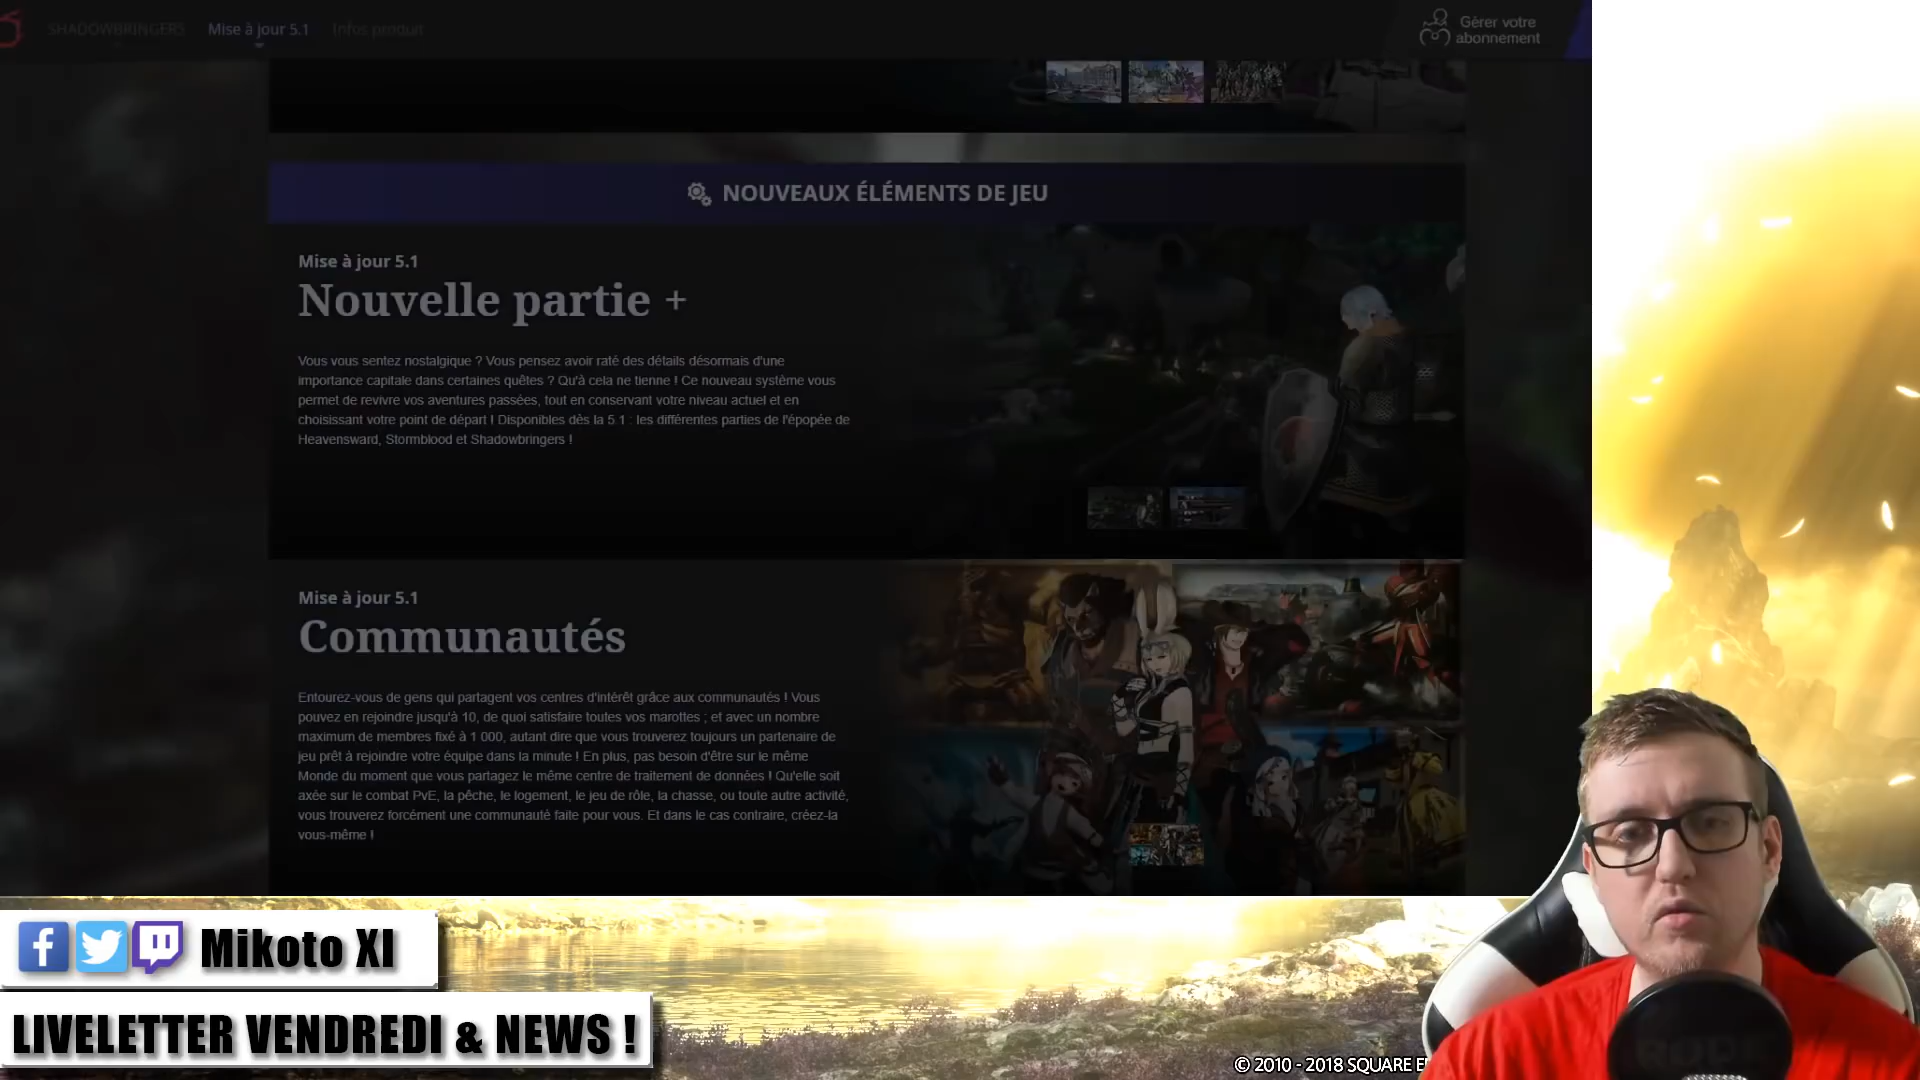 SHADOWBRINGERS Mise à jour 5.1 Infos produit
Gérer votre
abonnement
NOUVEAUX ÉLÉMENTS DE JEU
Mise à jour 5.1
Nouvelle partie +
Vous vous sentez nostalgique ? Vous pensez avoir raté des détails désormais d'une
importance capitale dans certaines quêtes ? Qu'à cela ne tienne ! Ce nouveau système vous
permet de revivre vos aventures passées, tout en conservant votre niveau actuel et en
choisissant votre point de départ ! Disponibles dès la 5.1 : les différentes parties de l'épopée de
Heavensward, Stormblood et Shadowbringers !
Mise à jour 5.1
Communautés
Entourez-vous de gens qui partagent vos centres d'intérêt grâce aux communautés ! Vous
pouvez en rejoindre jusqu'à 10, de quoi satisfaire toutes vos marottes ; et avec un nombre
maximum de membres fixé à 1 000, autant dire que vous trouverez toujours un partenaire de
jeu prêt à rejoindre votre équipe dans la minute ! En plus, pas besoin d'être sur le même
Monde du moment que vous partagez le même centre de traitement de données ! Qu'elle soit
axée sur le combat PvE, la pêche, le logement, le jeu de rôle, la chasse, ou toute autre activité,
vous trouverez forcément une communauté faite pour vous. Et dans le cas contraire, créez-la
vous-même !
Mikoto XI
LIVELETTER VENDREDI & NEWS !
© 2010 - 2018 SQUARE E